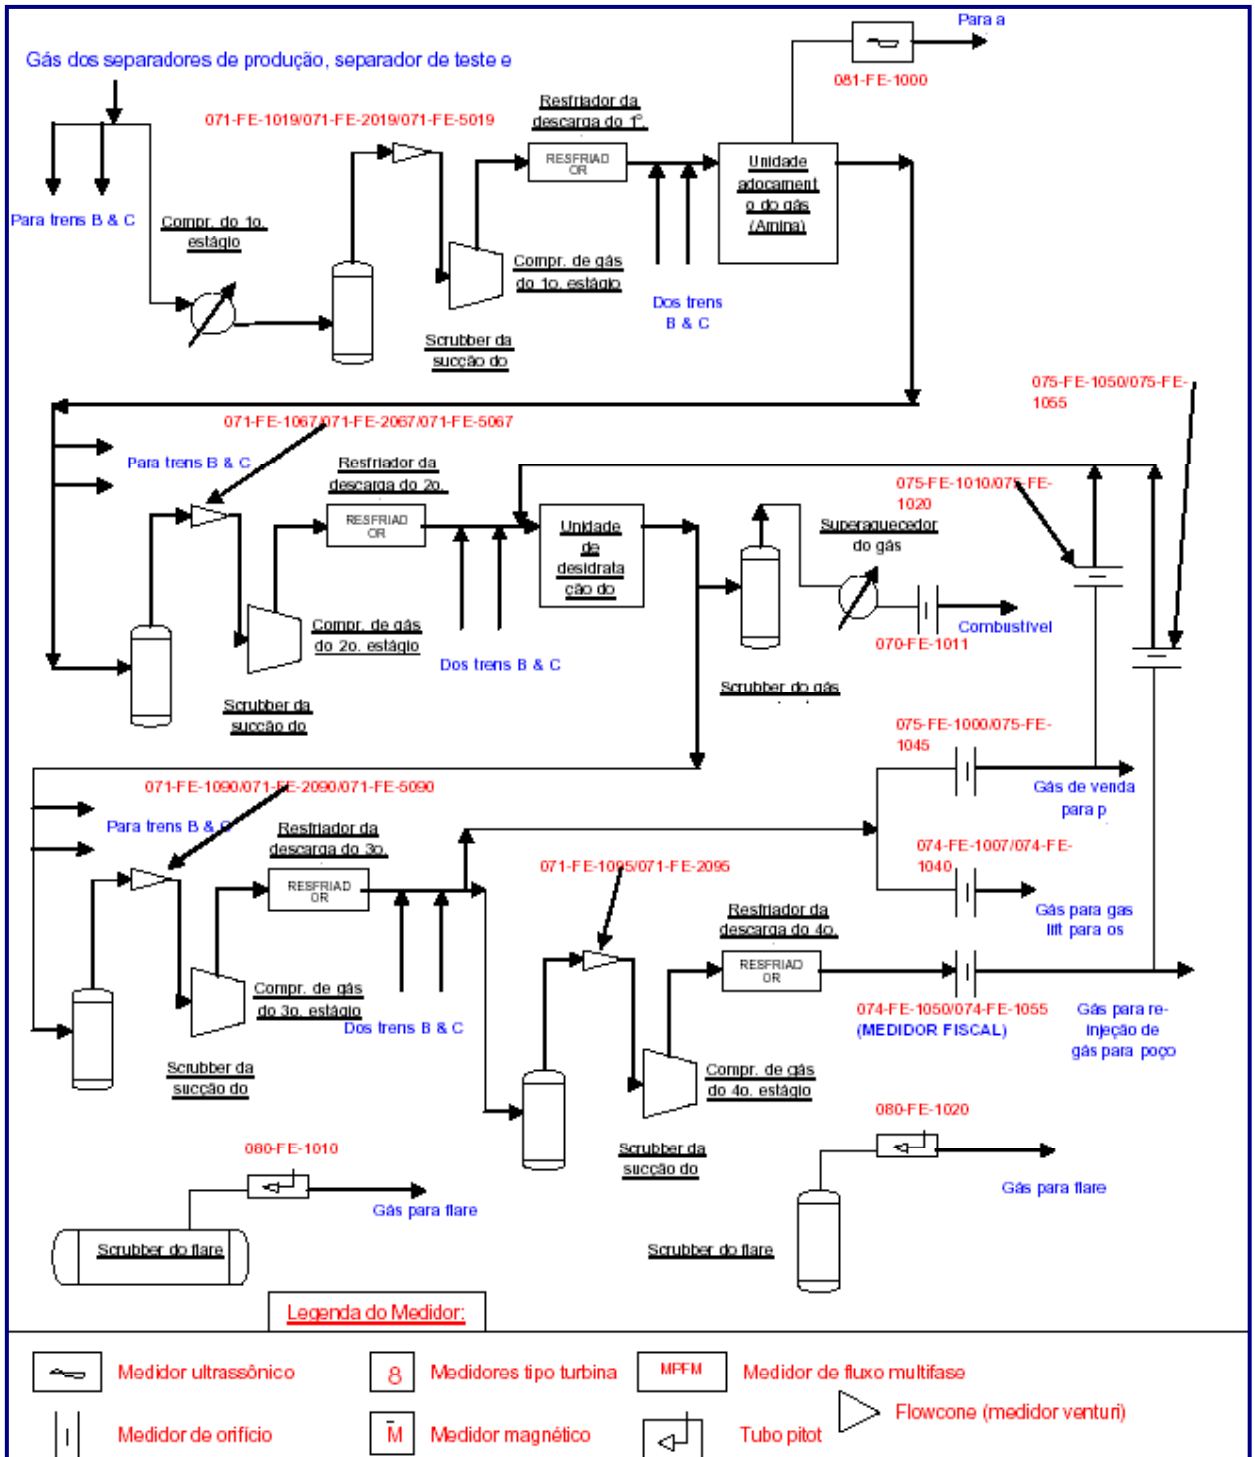 Para a
Gás dos separadores de produção, separador de teste e
081-FE-1000
Resfriador da
descarga do 1º.
071-FE-1019/071-FE-2019/071-FE-5019
RESFRIAD
OR
Unidade
adocament
o do gás
(Amina)
Para trens B & C
Compr. do 1o.
estágio
Compr. de gás
do 1o. estágio
Dos trens
B & C
Scrubber da
sucção do
075-FE-1050/075-FE-
1055
071-FE-1067/071-FE-2067/071-FE-5067
Para trens B & C
Resfriador da
descarga do 2o.
RESFRIAD
OR
Unidade
de
desidrata
ção do
075-FE-1010/075-FE-
1020
Superaquecedor
do gás
Combustível
070-FE-1011
Compr. de gás
do 2o. estágio
Dos trens B & C
Scrubber do gás
Scrubber da
sucção do
075-FE-1000/075-FE-
1045
Gás de venda
para p
071-FE-1090/071-FE-2090/071-FE-5090
Para trens B & C
Resfriador da
descarga do 3o.
RESFRIAD
OR
074-FE-1007/074-FE-
1040
Gás para gas
lift para os
071-FE-1095/071-FE-2095
Resfriador da
descarga do 4o.
RESFRIAD
OR
Compr. de gás
do 3o. estágio
Dos trens B & C
074-FE-1050/074-FE-1055
(MEDIDOR FISCAL)
Gás para re-
injeção de
gás para poço
Scrubber da
sucção do
Compr. de gás
do 4o. estágio
Scrubber da
sucção do
080-FE-1020
Gás para flare
080-FE-1010
Gás para flare
Scrubber do flare
Scrubber do flare
Legenda do Medidor:
Medidor ultrassônico
8
Medidores tipo turbina
MPFM
Medidor de fluxo multifase
Flowcone (medidor venturi)
Medidor de orifício
M
Medidor magnético
Tubo pitot